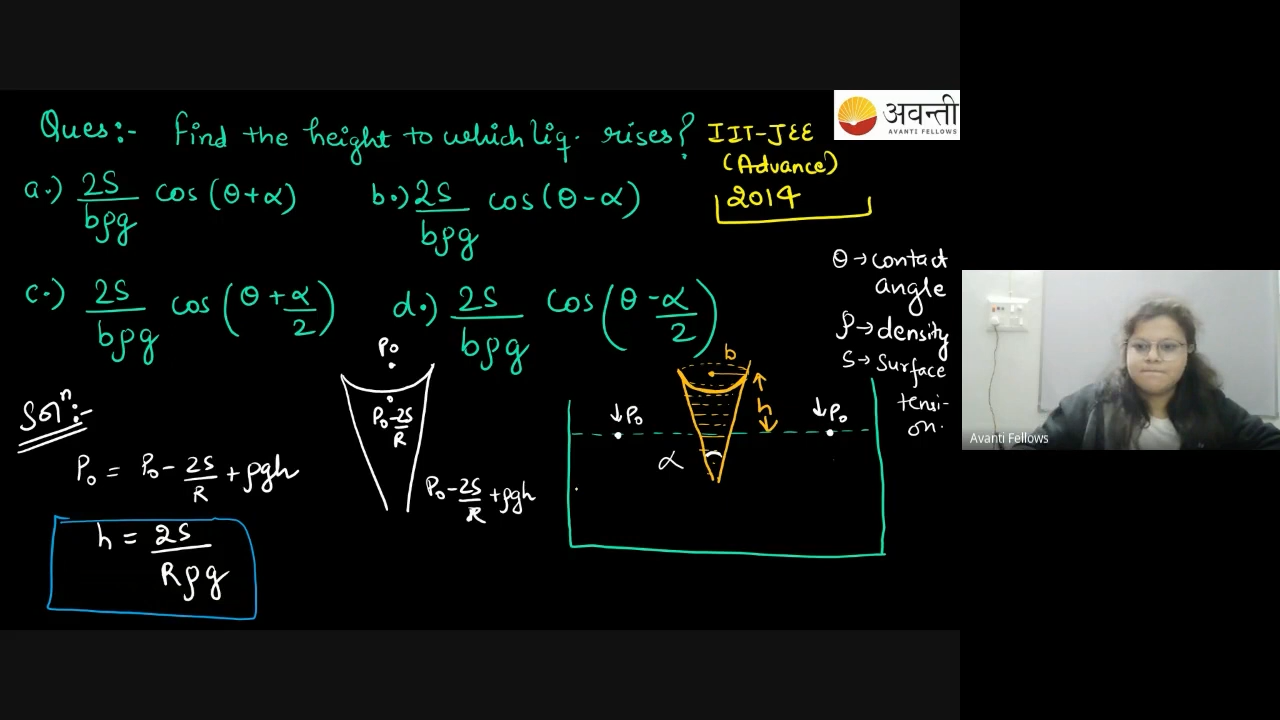 Ques:- Find the height to which liq. rises?
IIT-JEE
(Advance)
2014
अवन्ती
AVANTI FELLOWS
a.) 2S/bρg cos(θ+α)
b.) 2S/bρg cos(θ-α)
c.) 2S/bρg cos(θ+α/2)
d.) 2S/bρg cos(θ-α/2)
θ→contact
angle
ρ→density
S→Surface
tensi-
on.
Solⁿ:-
P₀ = P₀ - 2S/R + ρgh
h = 2S/Rρg
P₀
P₀-2S/R
P₀-2S/R+ρgh
b
h
↓P₀
↓P₀
α
Avanti Fellows